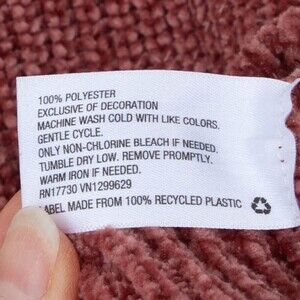 100% POLYESTER
EXCLUSIVE OF DECORATION
MACHINE WASH COLD WITH LIKE COLORS.
GENTLE CYCLE.
ONLY NON-CHLORINE BLEACH IF NEEDED.
TUMBLE DRY LOW. REMOVE PROMPTLY.
WARM IRON IF NEEDED.
RN17730 VN1299629
LABEL MADE FROM 100% RECYCLED PLASTIC